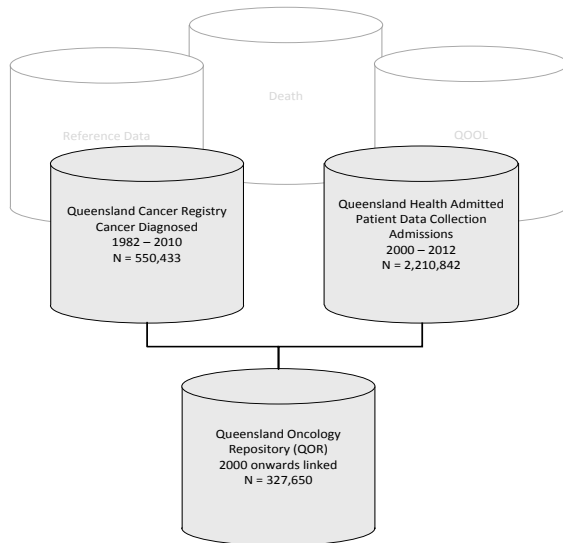 Death
Reference Data
QOOL
Queensland Cancer Registry
Cancer Diagnosed
1982 – 2010
N = 550,433
Queensland Health Admitted
Patient Data Collection
Admissions
2000 – 2012
N = 2,210,842
Queensland Oncology
Repository (QOR)
2000 onwards linked
N = 327,650